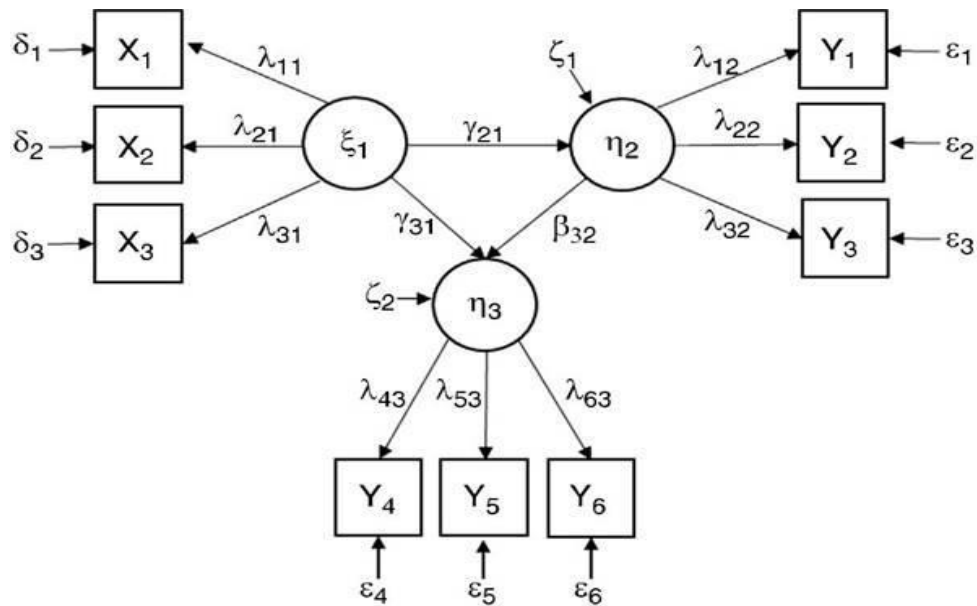 δ₁ X₁ λ₁₁ ζ₁ λ₁₂ Y₁ ε₁
δ₂ X₂ λ₂₁ ξ₁ γ₂₁ η₂ λ₂₂ Y₂ ε₂
δ₃ X₃ λ₃₁ γ₃₁ β₃₂ λ₃₂ Y₃ ε₃
ζ₂ η₃
λ₄₃ λ₅₃ λ₆₃
Y₄ Y₅ Y₆
ε₄ ε₅ ε₆